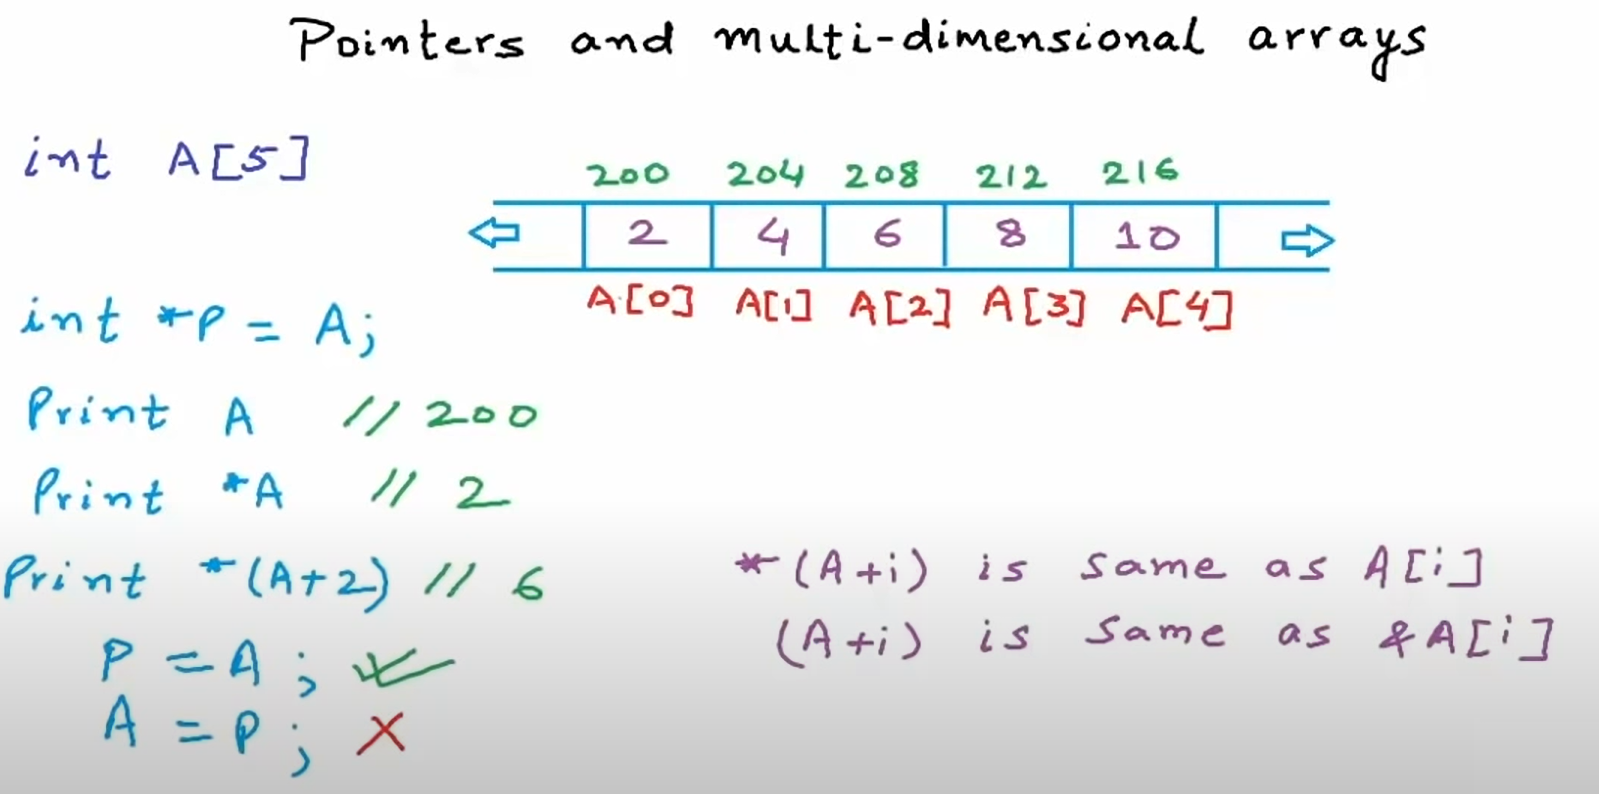 Pointers and multi-dimensional arrays
int A[5]
200 204 208 212 216
2 4 6 8 10
A[0] A[1] A[2] A[3] A[4]
int *P = A;
Print A // 200
Print *A // 2
Print *(A+2) // 6
*(A+i) is same as A[i]
P = A;
(A+i) is same as &A[i]
A = P;